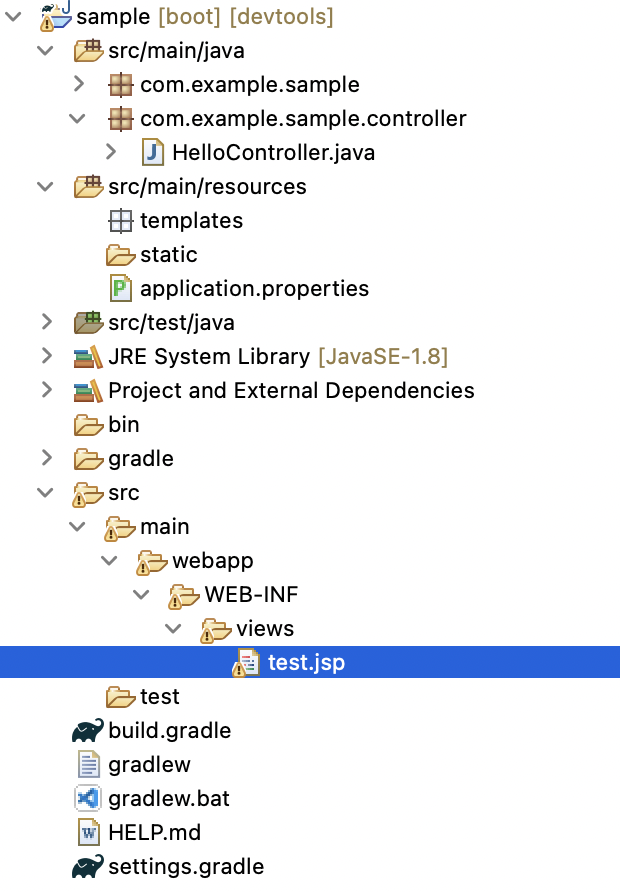 sample [boot] [devtools]
src/main/java
com.example.sample
com.example.sample.controller
HelloController.java
src/main/resources
templates
static
application.properties
src/test/java
JRE System Library [JavaSE-1.8]
Project and External Dependencies
bin
gradle
src
main
webapp
WEB-INF
views
test.jsp
test
build.gradle
gradlew
gradlew.bat
HELP.md
settings.gradle